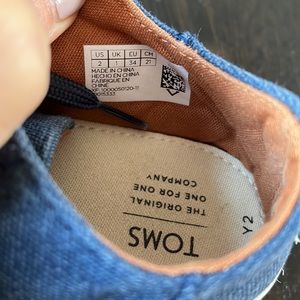 US UK EU CM
2 1 34 21
MADE IN CHINA
HECHO EN CHINA
FABRIQUE EN
CHINE
TOMS
THE ORIGINAL
ONE FOR ONE
COMPANY
Y2